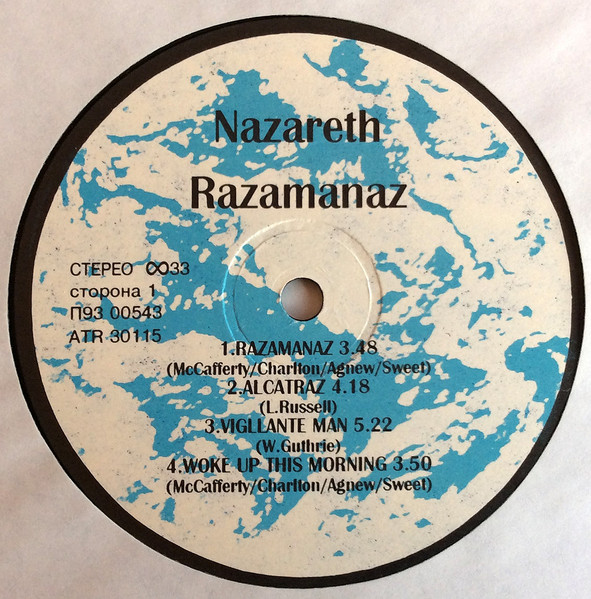 Nazareth
Razamanaz
СТЕРЕО ꝏ33
сторона 1
П93 00543
ATR 30115
1.RAZAMANAZ 3.48
(McCafferty/Charlton/Agnew/Sweet)
2.ALCATRAZ 4.18
(L.Russell)
3.VIGLLANTE MAN 5.22
(W.Guthrie)
4.WOKE UP THIS MORNING 3.50
(McCafferty/Charlton/Agnew/Sweet)